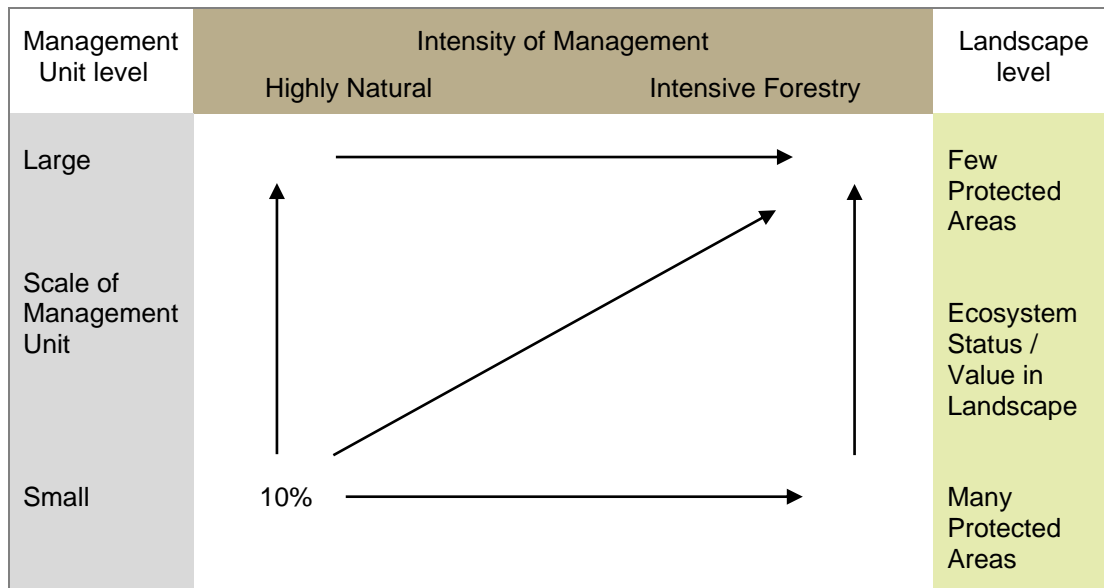 Management
Unit level
Intensity of Management
Highly Natural
Intensive Forestry
Landscape
level
Large
Few
Protected
Areas
Scale of
Management
Unit
Ecosystem
Status /
Value in
Landscape
Small
10%
Many
Protected
Areas